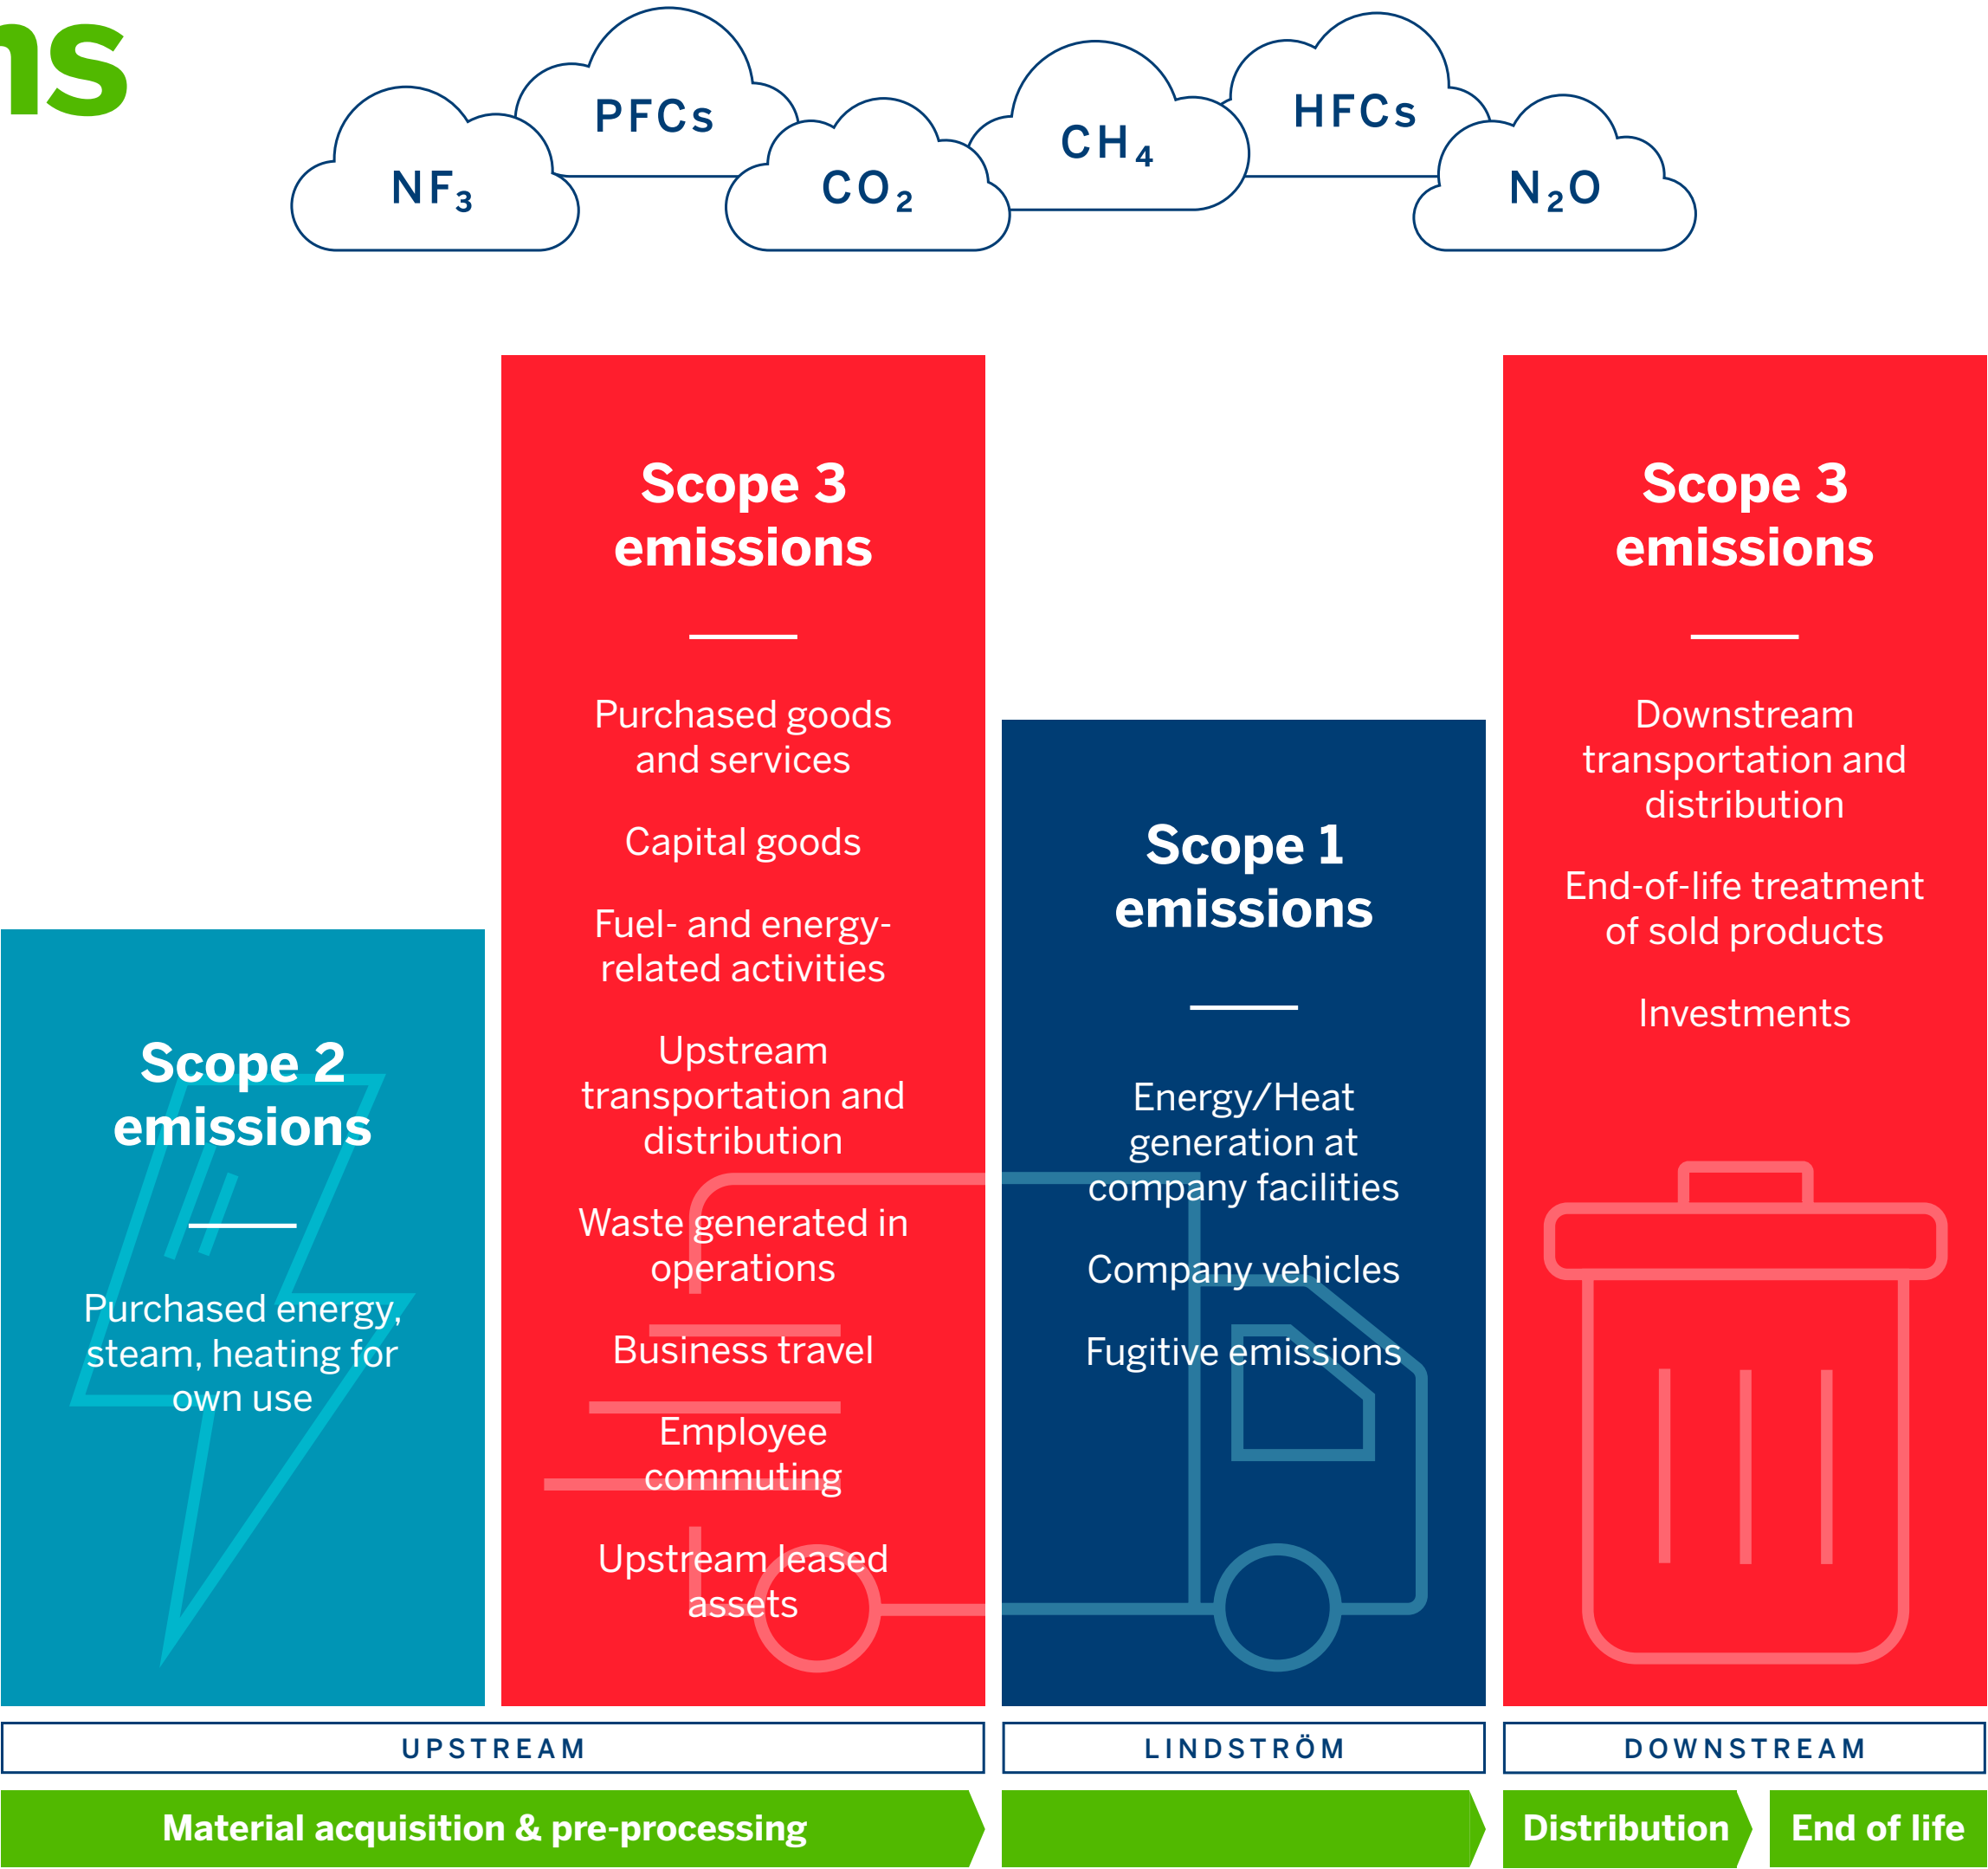 ns
NF₃
PFCs
CO₂
CH₄
HFCs
N₂O
Scope 2
emissions
Purchased energy,
steam, heating for
own use
Scope 3
emissions
Purchased goods
and services
Capital goods
Fuel- and energy-
related activities
Upstream
transportation and
distribution
Waste generated in
operations
Business travel
Employee
commuting
Upstream leased
assets
Scope 1
emissions
Energy/Heat
generation at
company facilities
Company vehicles
Fugitive emissions
Scope 3
emissions
Downstream
transportation and
distribution
End-of-life treatment
of sold products
Investments
UPSTREAM
LINDSTRÖM
DOWNSTREAM
Material acquisition & pre-processing
Distribution
End of life